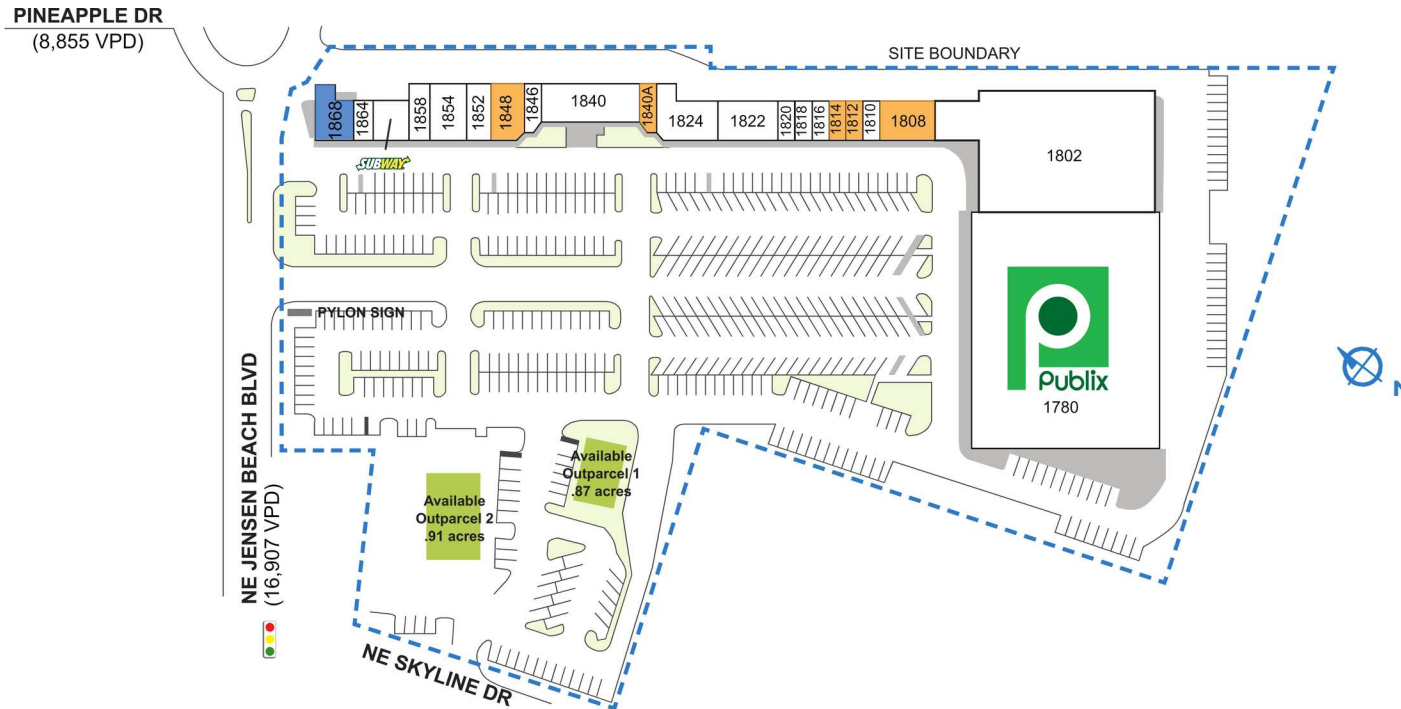 PINEAPPLE DR
(8,855 VPD)
SITE BOUNDARY
1868
1864
SUBWAY
1858
1854
1852
1848
1846
1840
1840A
1824
1822
1820
1818
1816
1814
1812
1810
1808
1802
PYLON SIGN
Publix
1780
N
NE JENSEN BEACH BLVD
(16,907 VPD)
Available
Outparcel 1
.87 acres
Available
Outparcel 2
.91 acres
NE SKYLINE DR